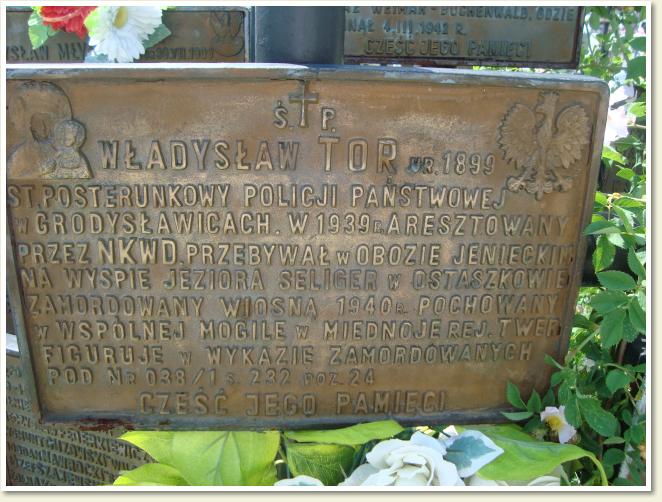 WEIMAR - BUCHENWALD, GDZIE
4.III.1942 R.
CZEŚĆ JEGO PAMIĘCI
Ś. P.
WŁADYSŁAW TOR UR. 1899
ST. POSTERUNKOWY POLICJI PAŃSTWOWEJ
W GRODYSŁAWICACH. W 1939 R. ARESZTOWANY
PRZEZ NKWD. PRZEBYWAŁ W OBOZIE JENIECKIM
NA WYSPIE JEZIORA SELIGER W OSTASZKOWIE
ZAMORDOWANY WIOSNĄ 1940 R. POCHOWANY
W WSPÓLNEJ MOGILE W MIEDNOJE REJ. TWER
FIGURUJE W WYKAZIE ZAMORDOWANYCH
POD NR 038/1 S. 232 POZ. 24
CZEŚĆ JEGO PAMIĘCI